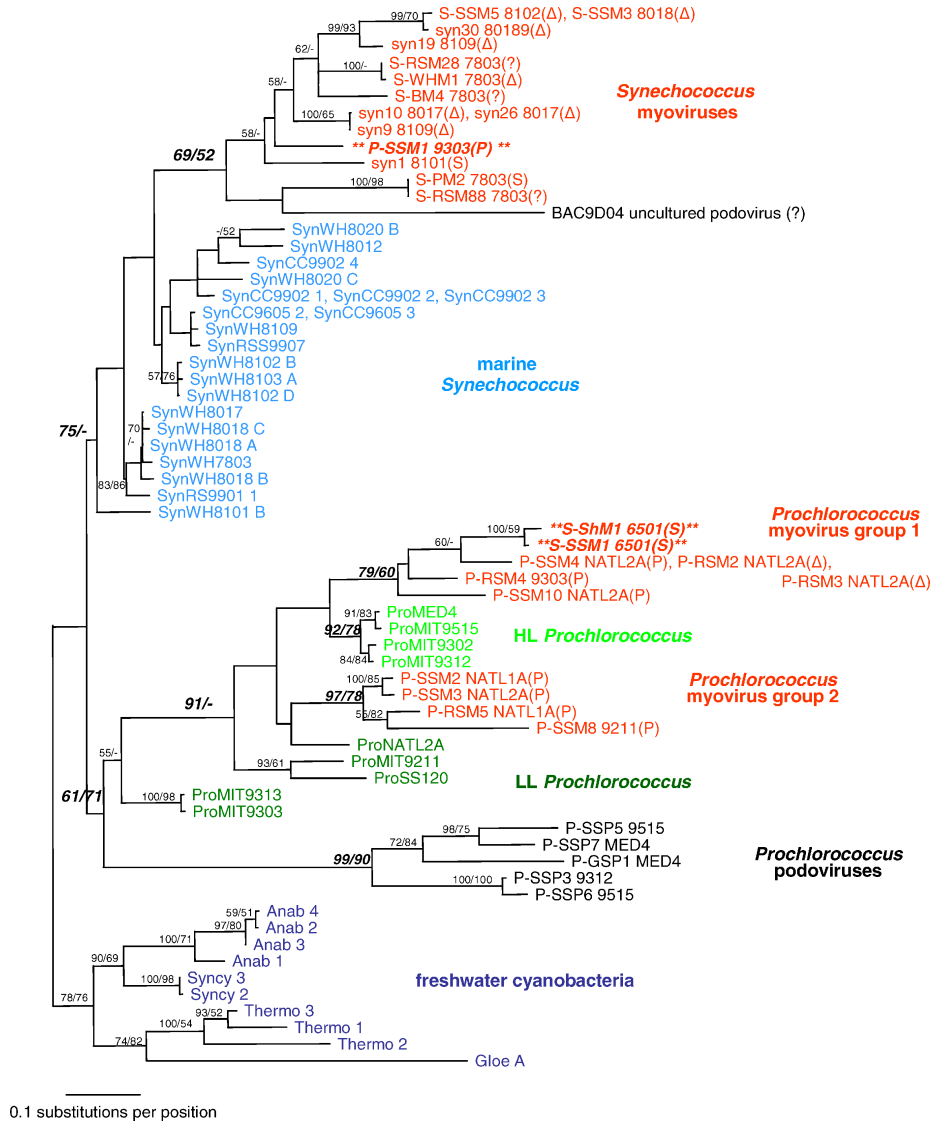 99/70
S-SSM5 8102(Δ), S-SSM3 8018(Δ)
99/93
syn30 80189(Δ)
syn19 8109(Δ)
62/-
S-RSM28 7803(?)
100/-
S-WHM1 7803(Δ)
58/-
S-BM4 7803(?)
Synechococcus
myoviruses
syn10 8017(Δ), syn26 8017(Δ)
100/65
syn9 8109(Δ)
58/-
** P-SSM1 9303(P) **
69/52
syn1 8101(S)
100/98
S-PM2 7803(S)
S-RSM88 7803(?)
BAC9D04 uncultured podovirus (?)
-/52
SynWH8020 B
SynWH8012
SynCC9902 4
SynWH8020 C
SynCC9902 1, SynCC9902 2, SynCC9902 3
SynCC9605 2, SynCC9605 3
SynWH8109
SynRSS9907
SynWH8102 B
57/76
SynWH8103 A
SynWH8102 D
marine
Synechococcus
SynWH8017
75/-
70
/-
SynWH8018 C
SynWH8018 A
SynWH7803
SynWH8018 B
83/86
SynRS9901 1
SynWH8101 B
100/59
**S-ShM1 6501(S)**
60/-
**S-SSM1 6501(S)**
Prochlorococcus
myovirus group 1
P-SSM4 NATL2A(P), P-RSM2 NATL2A(Δ),
P-RSM3 NATL2A(Δ)
79/60
P-RSM4 9303(P)
P-SSM10 NATL2A(P)
91/83
ProMED4
92/78
ProMIT9515
ProMIT9302
84/84
ProMIT9312
HL Prochlorococcus
100/85
P-SSM2 NATL1A(P)
97/78
P-SSM3 NATL2A(P)
55/82
P-RSM5 NATL1A(P)
P-SSM8 9211(P)
Prochlorococcus
myovirus group 2
91/-
ProNATL2A
93/61
ProMIT9211
ProSS120
LL Prochlorococcus
55/-
61/71
100/98
ProMIT9313
ProMIT9303
98/75
P-SSP5 9515
72/84
P-SSP7 MED4
99/90
P-GSP1 MED4
100/100
P-SSP3 9312
P-SSP6 9515
Prochlorococcus
podoviruses
59/51
Anab 4
97/80
Anab 2
100/71
Anab 3
90/69
Anab 1
100/98
Syncy 3
Syncy 2
freshwater cyanobacteria
78/76
93/52
Thermo 3
100/54
Thermo 1
74/82
Thermo 2
Gloe A
0.1 substitutions per position